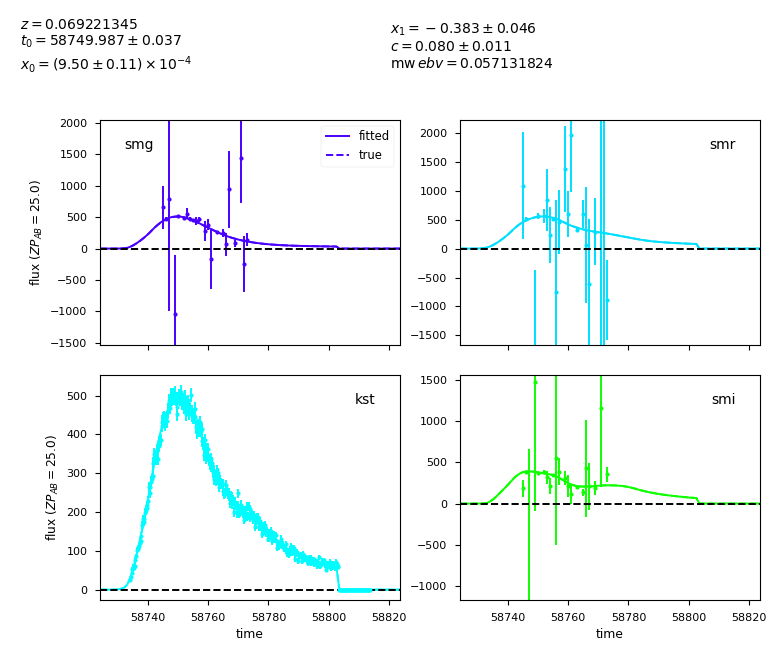 z = 0.069221345
t₀ = 58749.987 ± 0.037
x₀ = (9.50 ± 0.11) × 10⁻⁴
x₁ = −0.383 ± 0.046
c = 0.080 ± 0.011
mw ebv = 0.057131824
smg
fitted
true
2000
1500
1000
500
0
−500
−1000
−1500
flux (ZP_AB = 25.0)
smr
2000
1500
1000
500
0
−500
−1000
−1500
kst
500
400
300
200
100
0
flux (ZP_AB = 25.0)
58740 58760 58780 58800 58820
time
smi
1500
1000
500
0
−500
−1000
58740 58760 58780 58800 58820
time